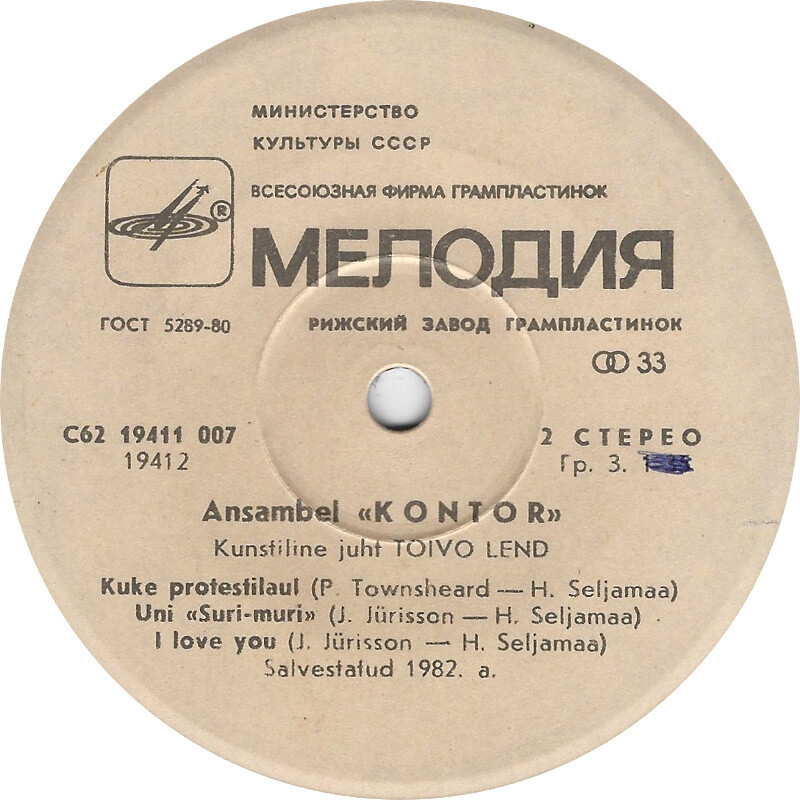 МИНИСТЕРСТВО
КУЛЬТУРЫ СССР
ВСЕСОЮЗНАЯ ФИРМА ГРАМПЛАСТИНОК
®
МЕЛОДИЯ
ГОСТ 5289-80
РИЖСКИЙ ЗАВОД ГРАМПЛАСТИНОК
33
С62 19411 007
2 СТЕРЕО
19412
Гр. 3.
Ansambel «KONTOR»
Kunstiline juht TOIVO LEND
Kuke protestilaul (P. Townsheard — H. Seljamaa)
Uni «Suri-muri» (J. Jürisson — H. Seljamaa)
I love you (J. Jürisson — H. Seljamaa)
Salvestatud 1982. a.